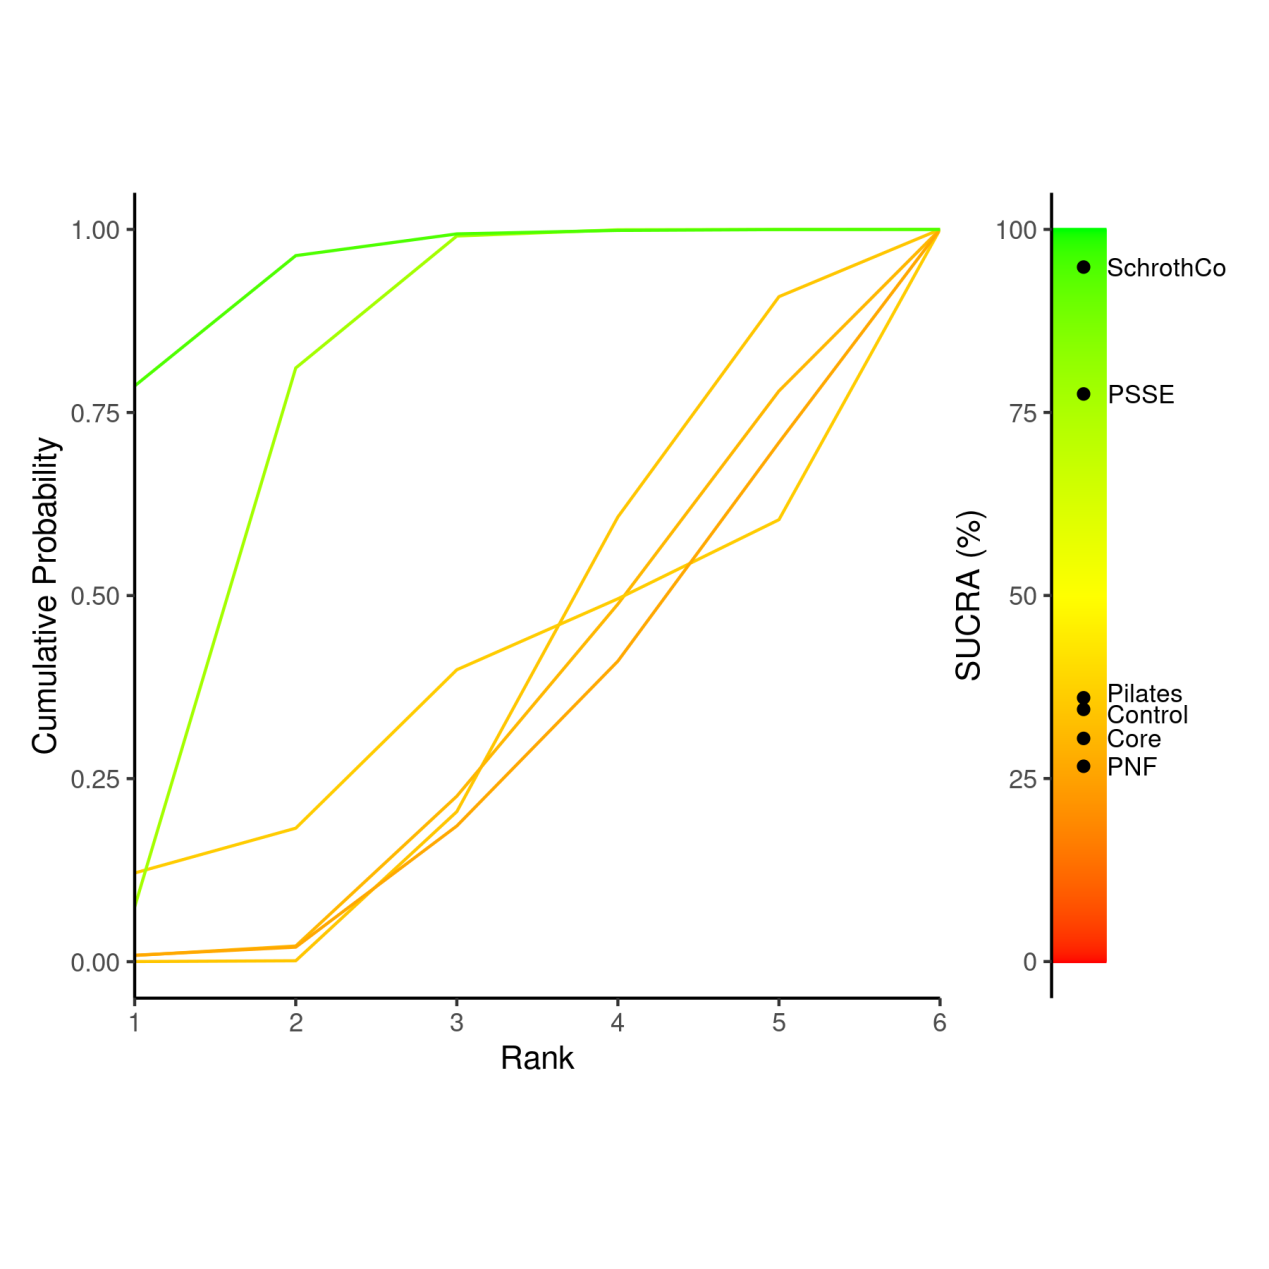 1.00
0.75
0.50
0.25
0.00
Cumulative Probability
1 2 3 4 5 6
Rank
100
75
50
25
0
SUCRA (%)
SchrothCo
PSSE
Pilates
Control
Core
PNF